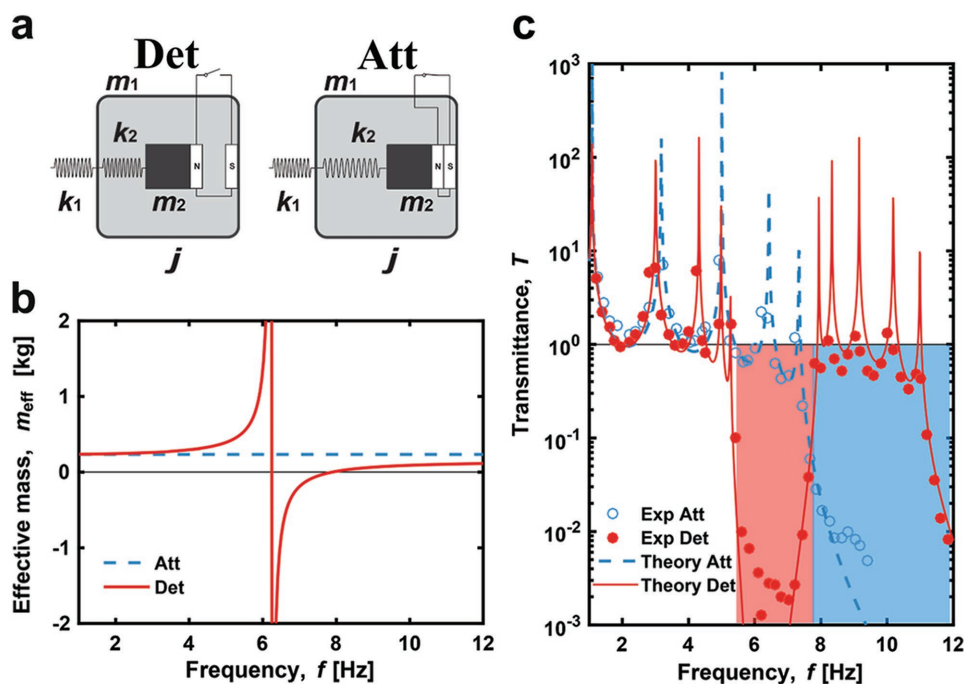 a
Det
Att
m1
m1
k2
k2
N
S
N
S
k1
m2
k1
m2
j
j
b
2
1
0
-1
-2
Effective mass, meff [kg]
Att
Det
2
4
6
8
10
12
Frequency, f [Hz]
c
10^3
10^2
10^1
10^0
10^-1
10^-2
10^-3
Transmittance, T
Exp Att
Exp Det
Theory Att
Theory Det
2
4
6
8
10
12
Frequency, f [Hz]